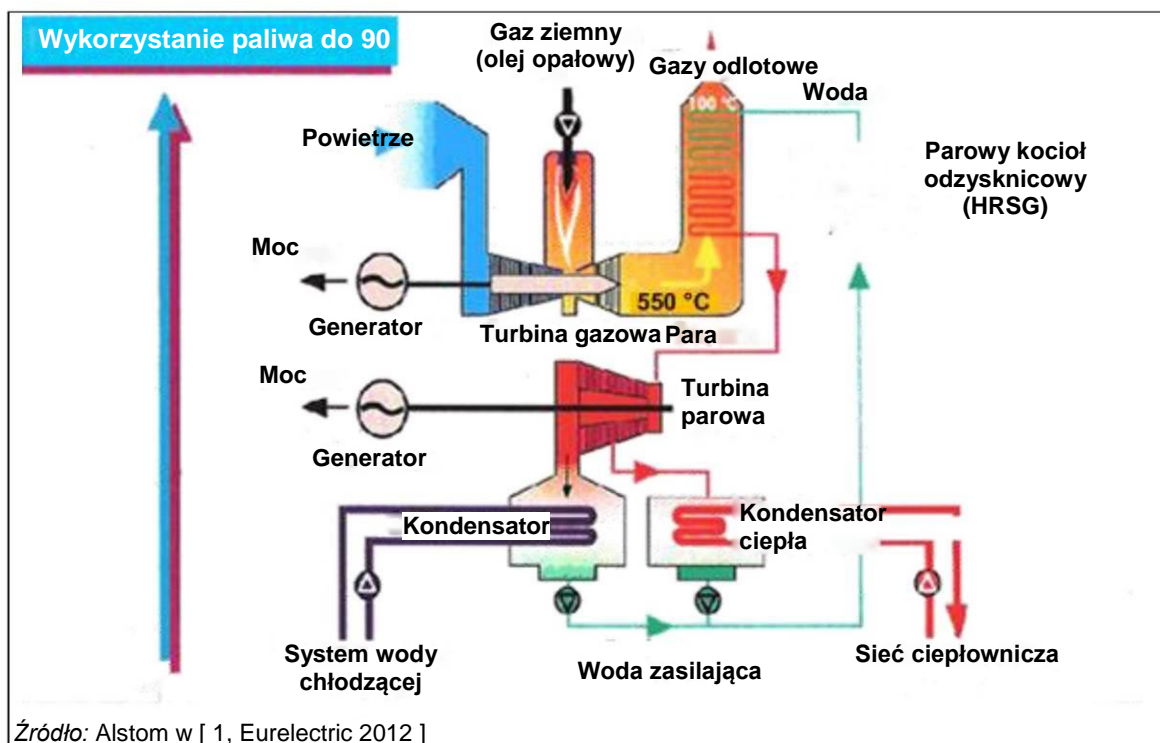 Wykorzystanie paliwa do 90
Gaz ziemny
(olej opałowy)
Gazy odlotowe
100 °C
Woda
Powietrze
Parowy kocioł
odzysknicowy
(HRSG)
Moc
550 °C
Generator
Turbina gazowa
Para
Moc
Turbina
parowa
Generator
Kondensator
Kondensator
ciepła
System wody
chłodzącej
Woda zasilająca
Sieć ciepłownicza
Źródło: Alstom w [ 1, Eurelectric 2012 ]